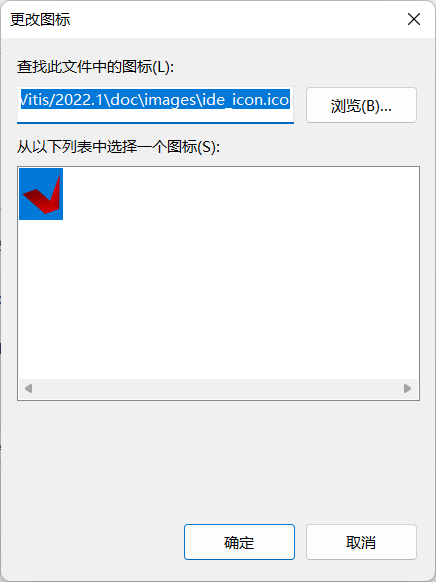 更改图标
查找此文件中的图标(L):
Vitis/2022.1\doc\images\ide_icon.ico
浏览(B)...
从以下列表中选择一个图标(S):
确定
取消